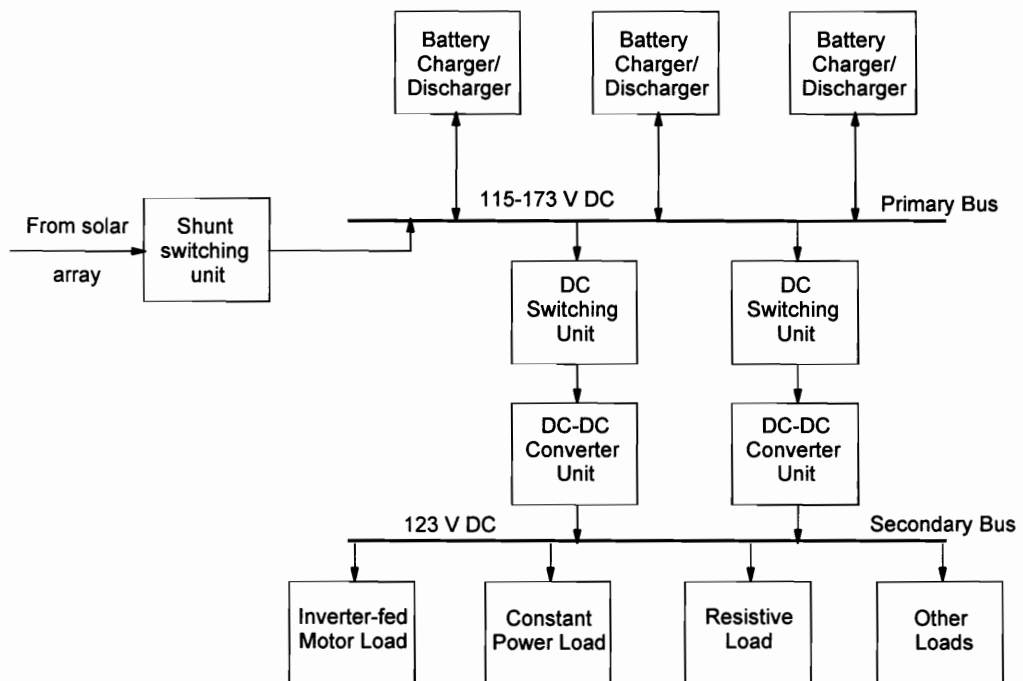 Battery
Charger/
Discharger
Battery
Charger/
Discharger
Battery
Charger/
Discharger
115-173 V DC
Primary Bus
From solar
array
Shunt
switching
unit
DC
Switching
Unit
DC
Switching
Unit
DC-DC
Converter
Unit
DC-DC
Converter
Unit
123 V DC
Secondary Bus
Inverter-fed
Motor Load
Constant
Power Load
Resistive
Load
Other
Loads